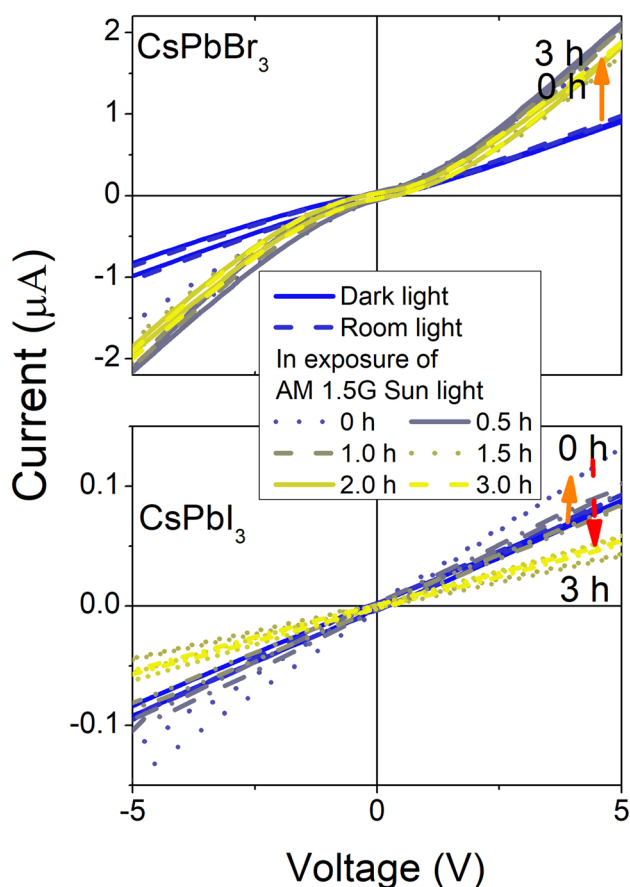 CsPbBr3
3 h
0 h
2
1
0
-1
-2
Dark light
Room light
In exposure of
AM 1.5G Sun light
0 h 0.5 h
1.0 h 1.5 h
2.0 h 3.0 h
CsPbI3
0 h
3 h
0.1
0.0
-0.1
-5 0 5
Current (μA)
Voltage (V)